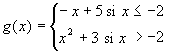 g(x) = { −x + 5 si x ≤ −2
x² + 3 si x > −2